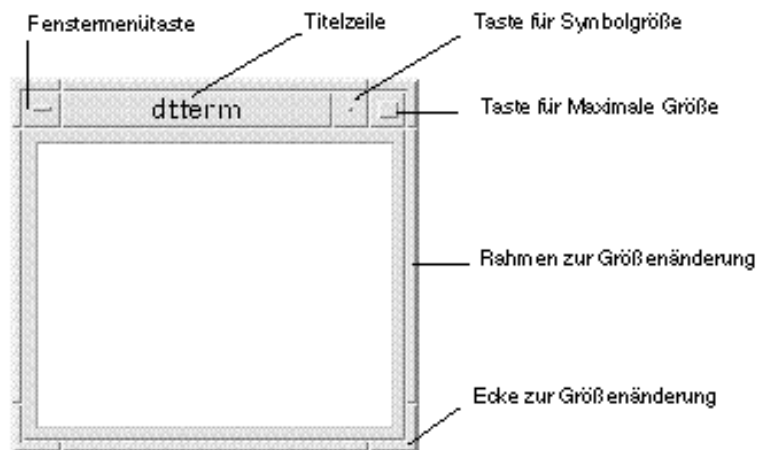 Fenstermenütaste
Titelzeile
Taste für Symbolgröße
dtterm
Taste für Maximale Größe
Rahmen zur Größenänderung
Ecke zur Größenänderung